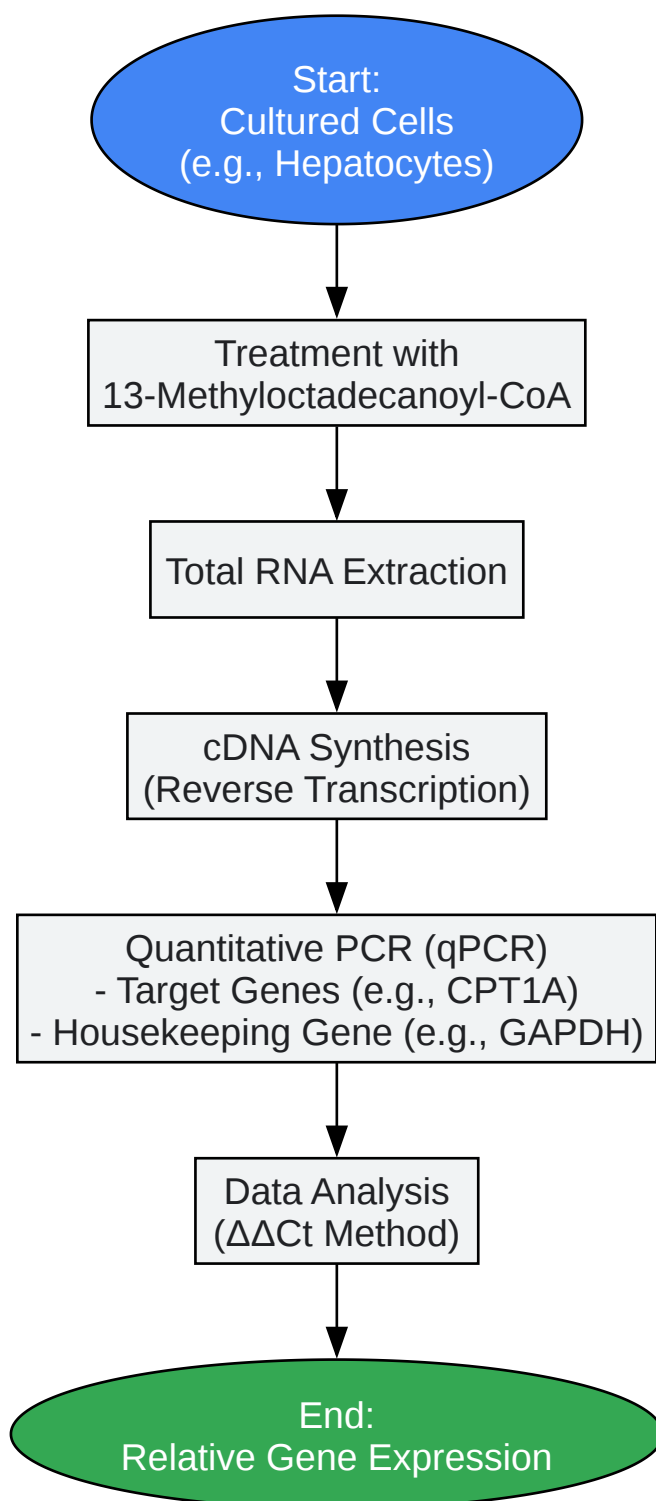 Start:
Cultured Cells
(e.g., Hepatocytes)
Treatment with
13-Methyloctadecanoyl-CoA
Total RNA Extraction
cDNA Synthesis
(Reverse Transcription)
Quantitative PCR (qPCR)
- Target Genes (e.g., CPT1A)
- Housekeeping Gene (e.g., GAPDH)
Data Analysis
(ΔΔCt Method)
End:
Relative Gene Expression